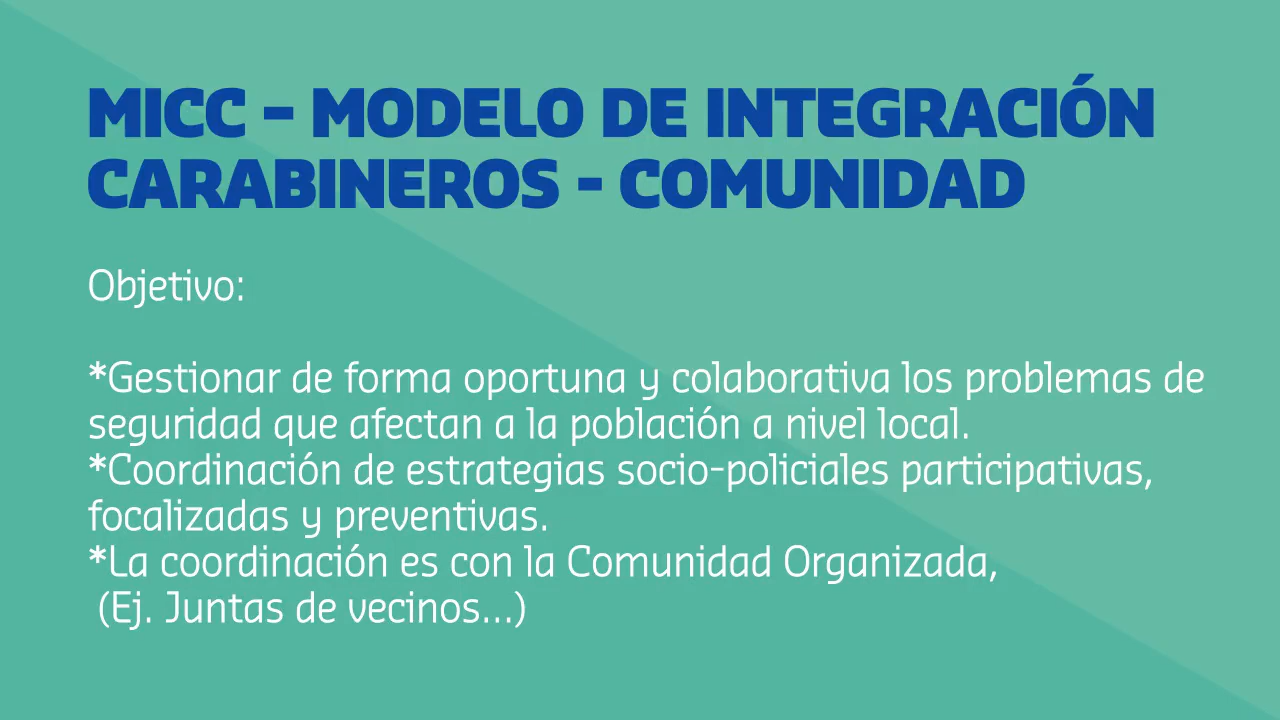 MICC – MODELO DE INTEGRACIÓN
CARABINEROS - COMUNIDAD
Objetivo:
*Gestionar de forma oportuna y colaborativa los problemas de
seguridad que afectan a la población a nivel local.
*Coordinación de estrategias socio-policiales participativas,
focalizadas y preventivas.
*La coordinación es con la Comunidad Organizada,
(Ej. Juntas de vecinos...)